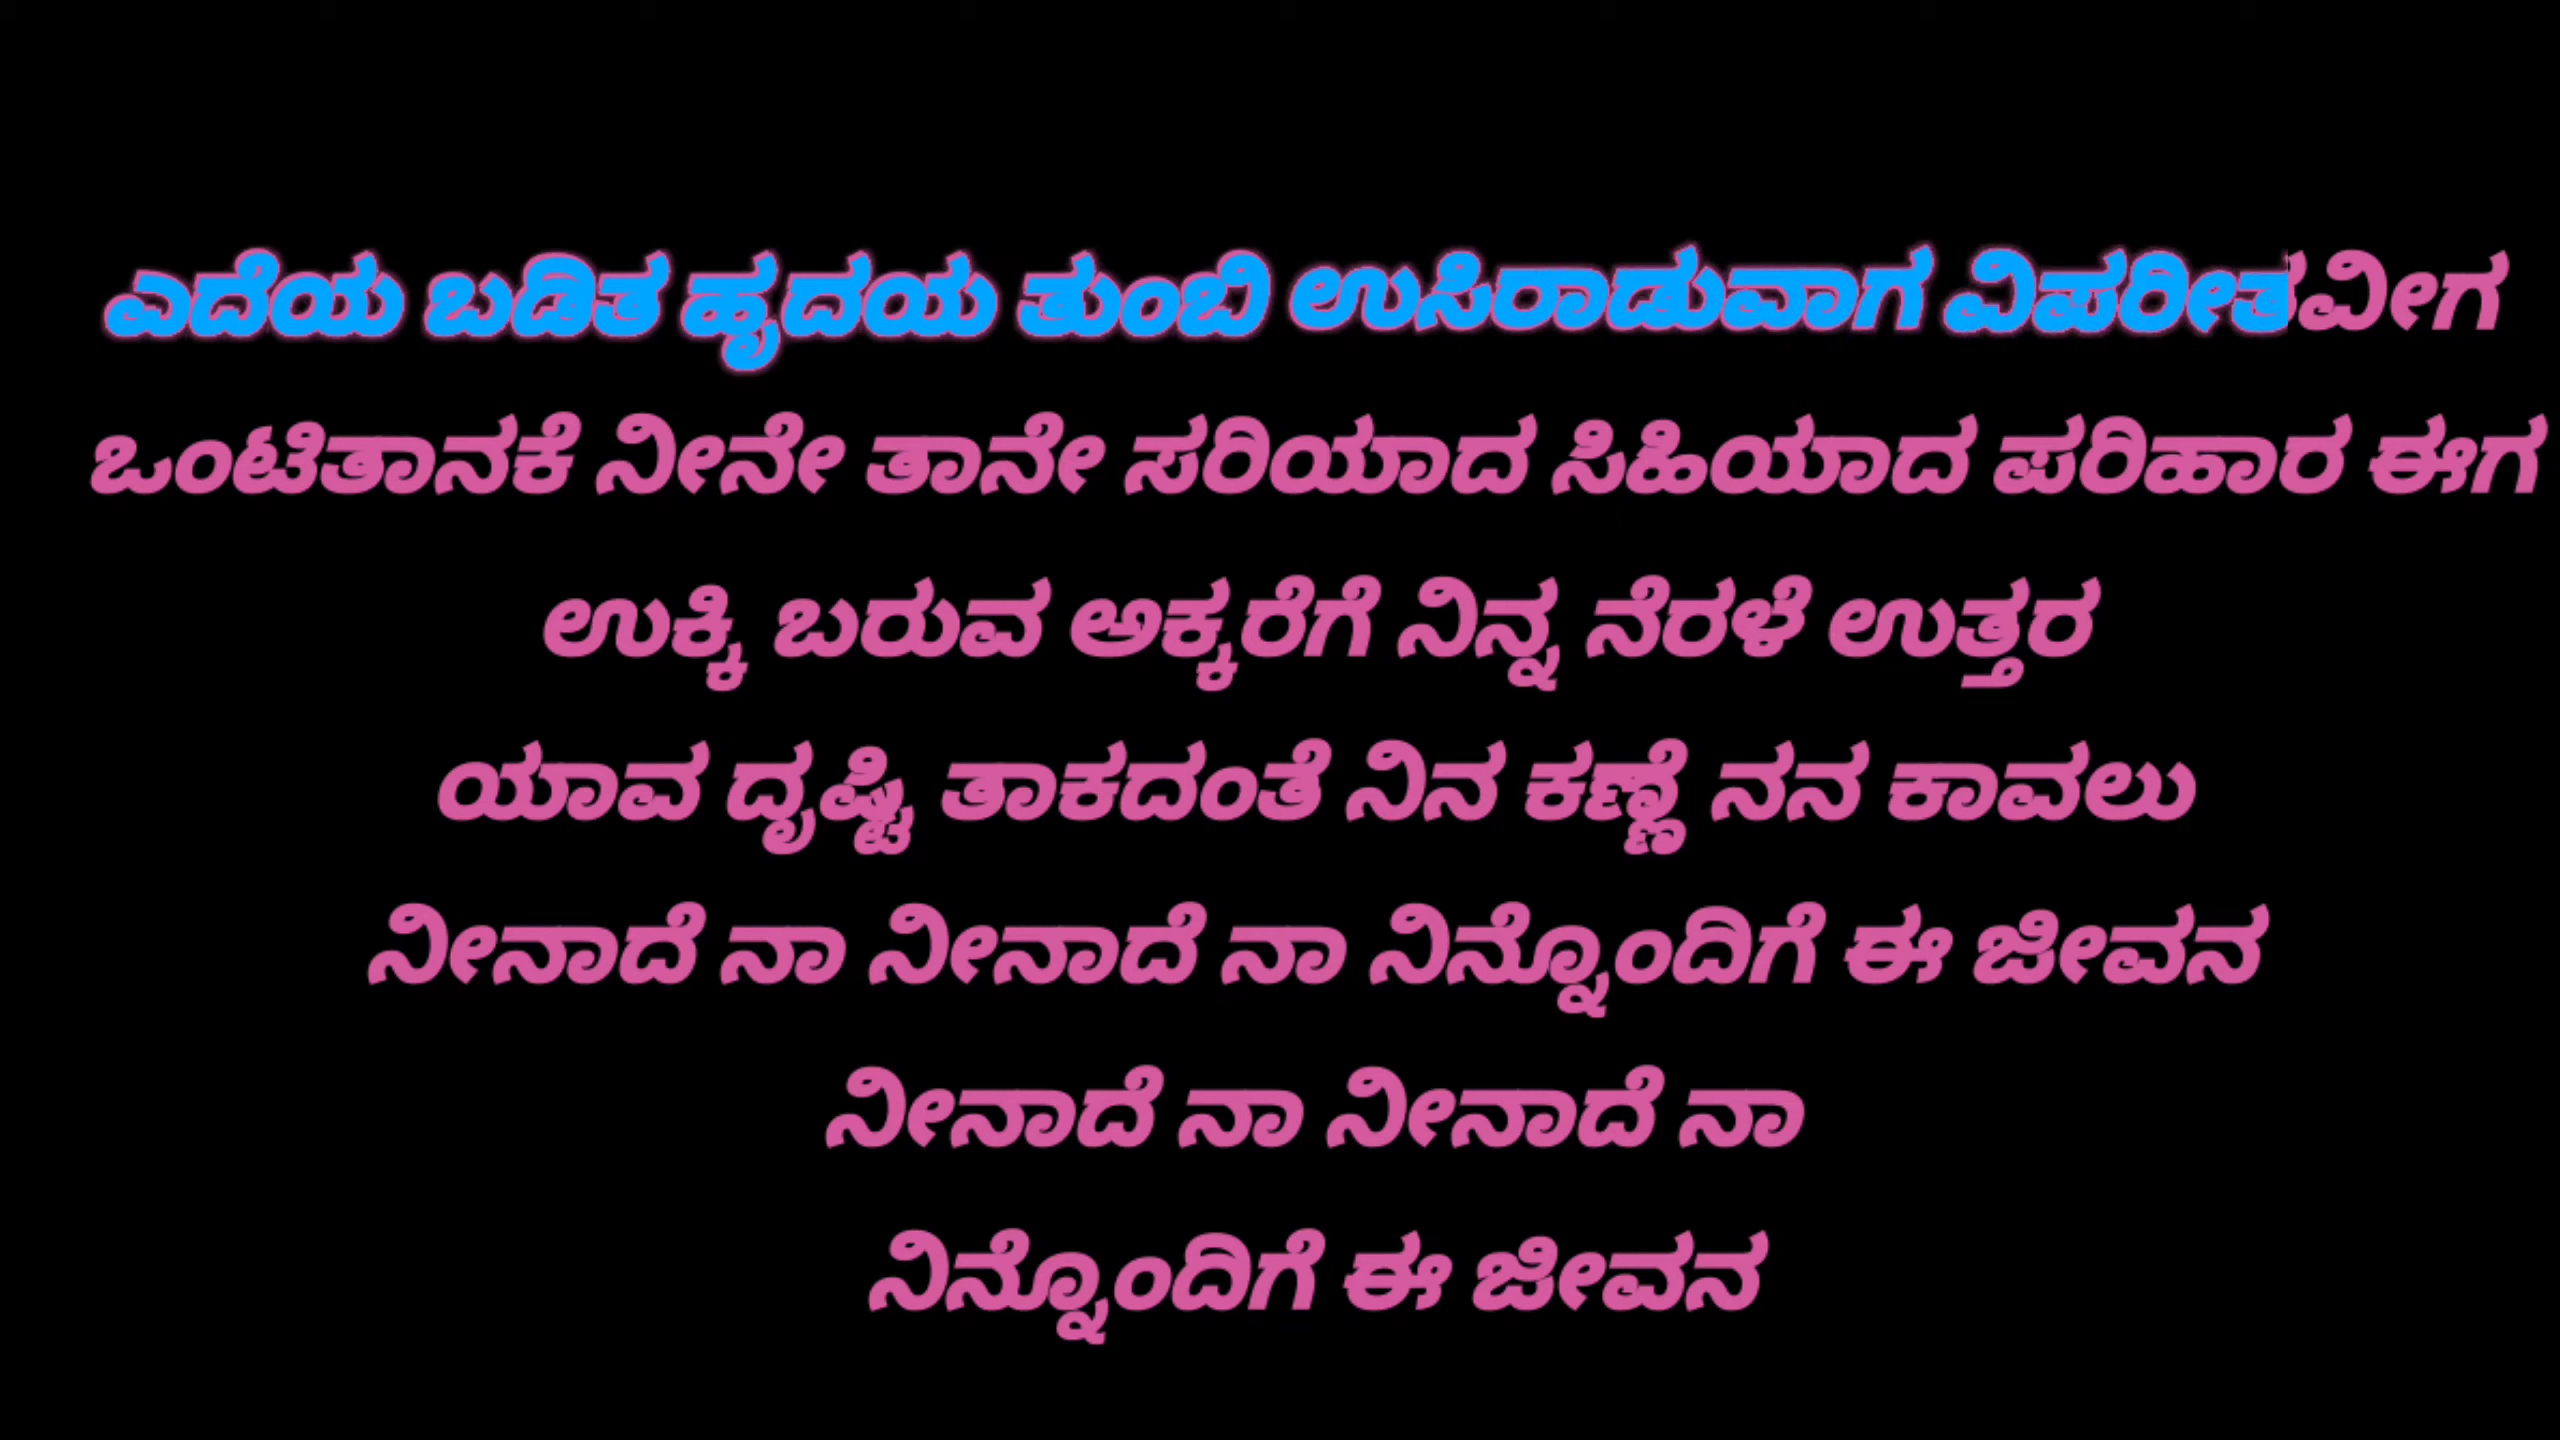 ಎದೆಯ ಬಡಿತ ಹೃದಯ ತುಂಬಿ ಉಸಿರಾಡುವಾಗ ವಿಪರೀತವೀಗ
ಒಂಟಿತಾನಕೆ ನೀನೇ ತಾನೇ ಸರಿಯಾದ ಸಿಹಿಯಾದ ಪರಿಹಾರ ಈಗ
ಉಕ್ಕಿ ಬರುವ ಅಕ್ಕರೆಗೆ ನಿನ್ನ ನೆರಳೆ ಉತ್ತರ
ಯಾವ ದೃಷ್ಟಿ ತಾಕದಂತೆ ನಿನ ಕಣ್ಣೆ ನನ ಕಾವಲು
ನೀನಾದೆ ನಾ ನೀನಾದೆ ನಾ ನಿನ್ನೊಂದಿಗೆ ಈ ಜೀವನ
ನೀನಾದೆ ನಾ ನೀನಾದೆ ನಾ
ನಿನ್ನೊಂದಿಗೆ ಈ ಜೀವನ